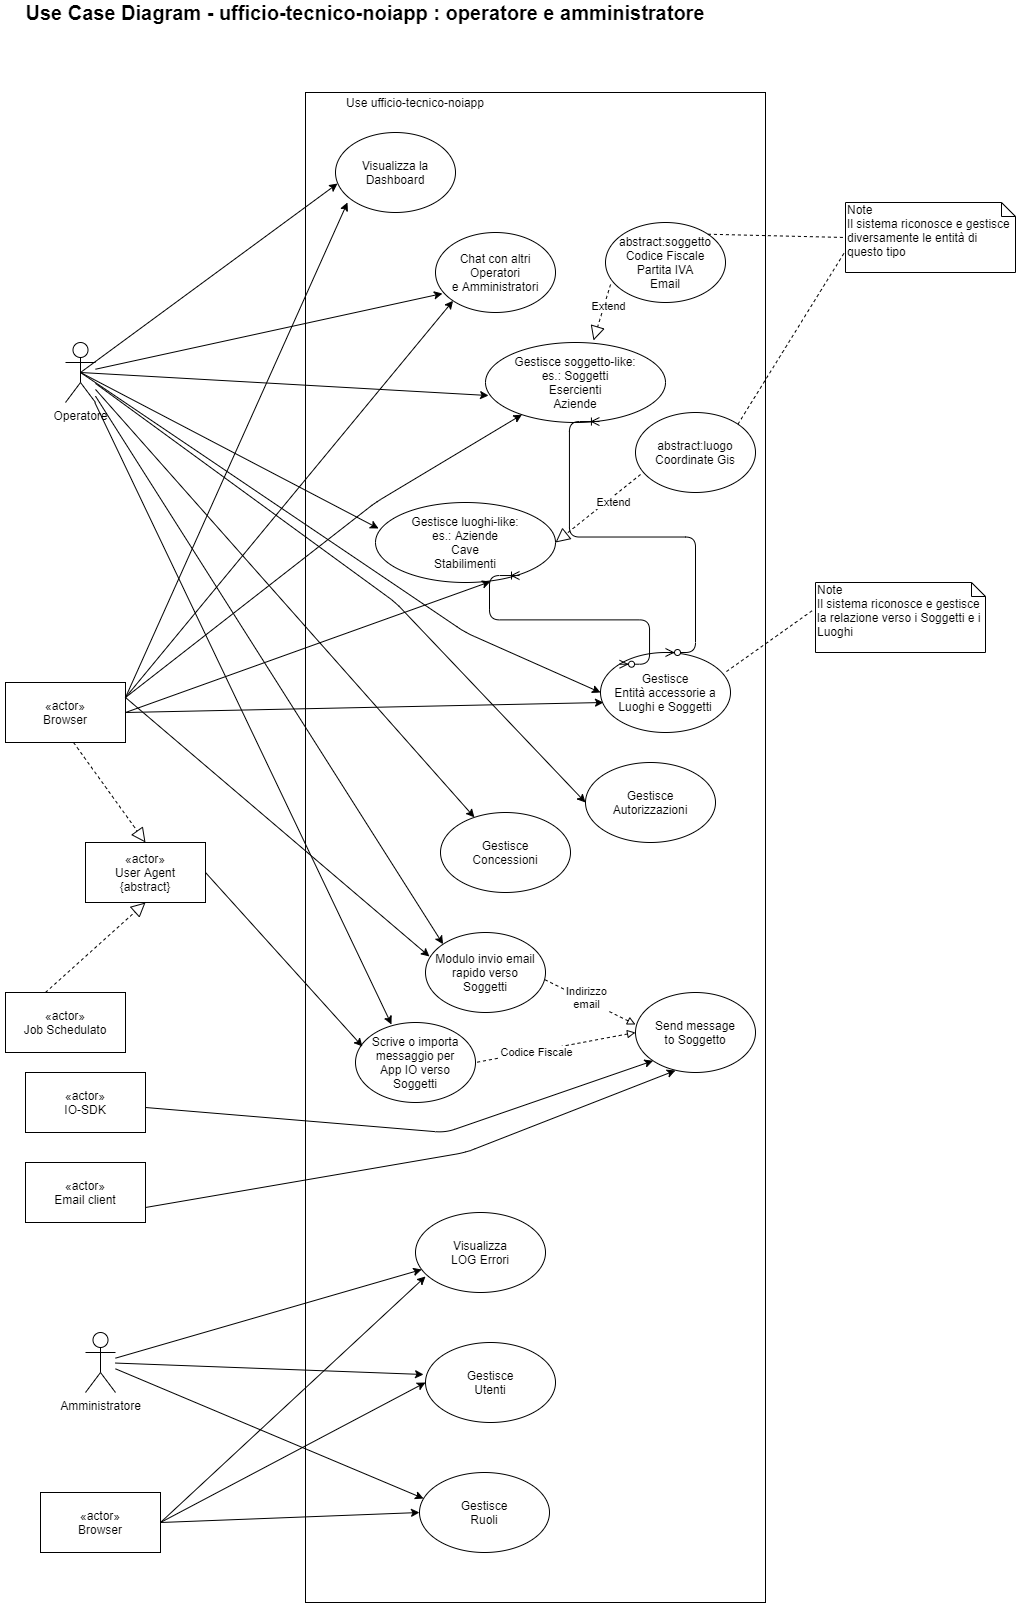 Use Case Diagram - ufficio-tecnico-noiapp : operatore e amministratore
Use ufficio-tecnico-noiapp
Visualizza la
Dashboard
Chat con altri
Operatori
e Amministratori
abstract:soggetto
Codice Fiscale
Partita IVA
Email
Note
Il sistema riconosce e gestisce
diversamente le entità di
questo tipo
Extend
Gestisce soggetto-like:
es.: Soggetti
Esercienti
Aziende
Operatore
abstract:luogo
Coordinate Gis
Extend
Gestisce luoghi-like:
es.: Aziende
Cave
Stabilimenti
Note
Il sistema riconosce e gestisce
la relazione verso i Soggetti e i
Luoghi
Gestisce
Entità accessorie a
Luoghi e Soggetti
«actor»
Browser
Gestisce
Autorizzazioni
Gestisce
Concessioni
«actor»
User Agent
{abstract}
Modulo invio email
rapido verso
Soggetti
Indirizzo
email
«actor»
Job Schedulato
Send message
to Soggetto
Scrive o importa
messaggio per
App IO verso
Soggetti
Codice Fiscale
«actor»
IO-SDK
«actor»
Email client
Visualizza
LOG Errori
Amministratore
Gestisce
Utenti
Gestisce
Ruoli
«actor»
Browser